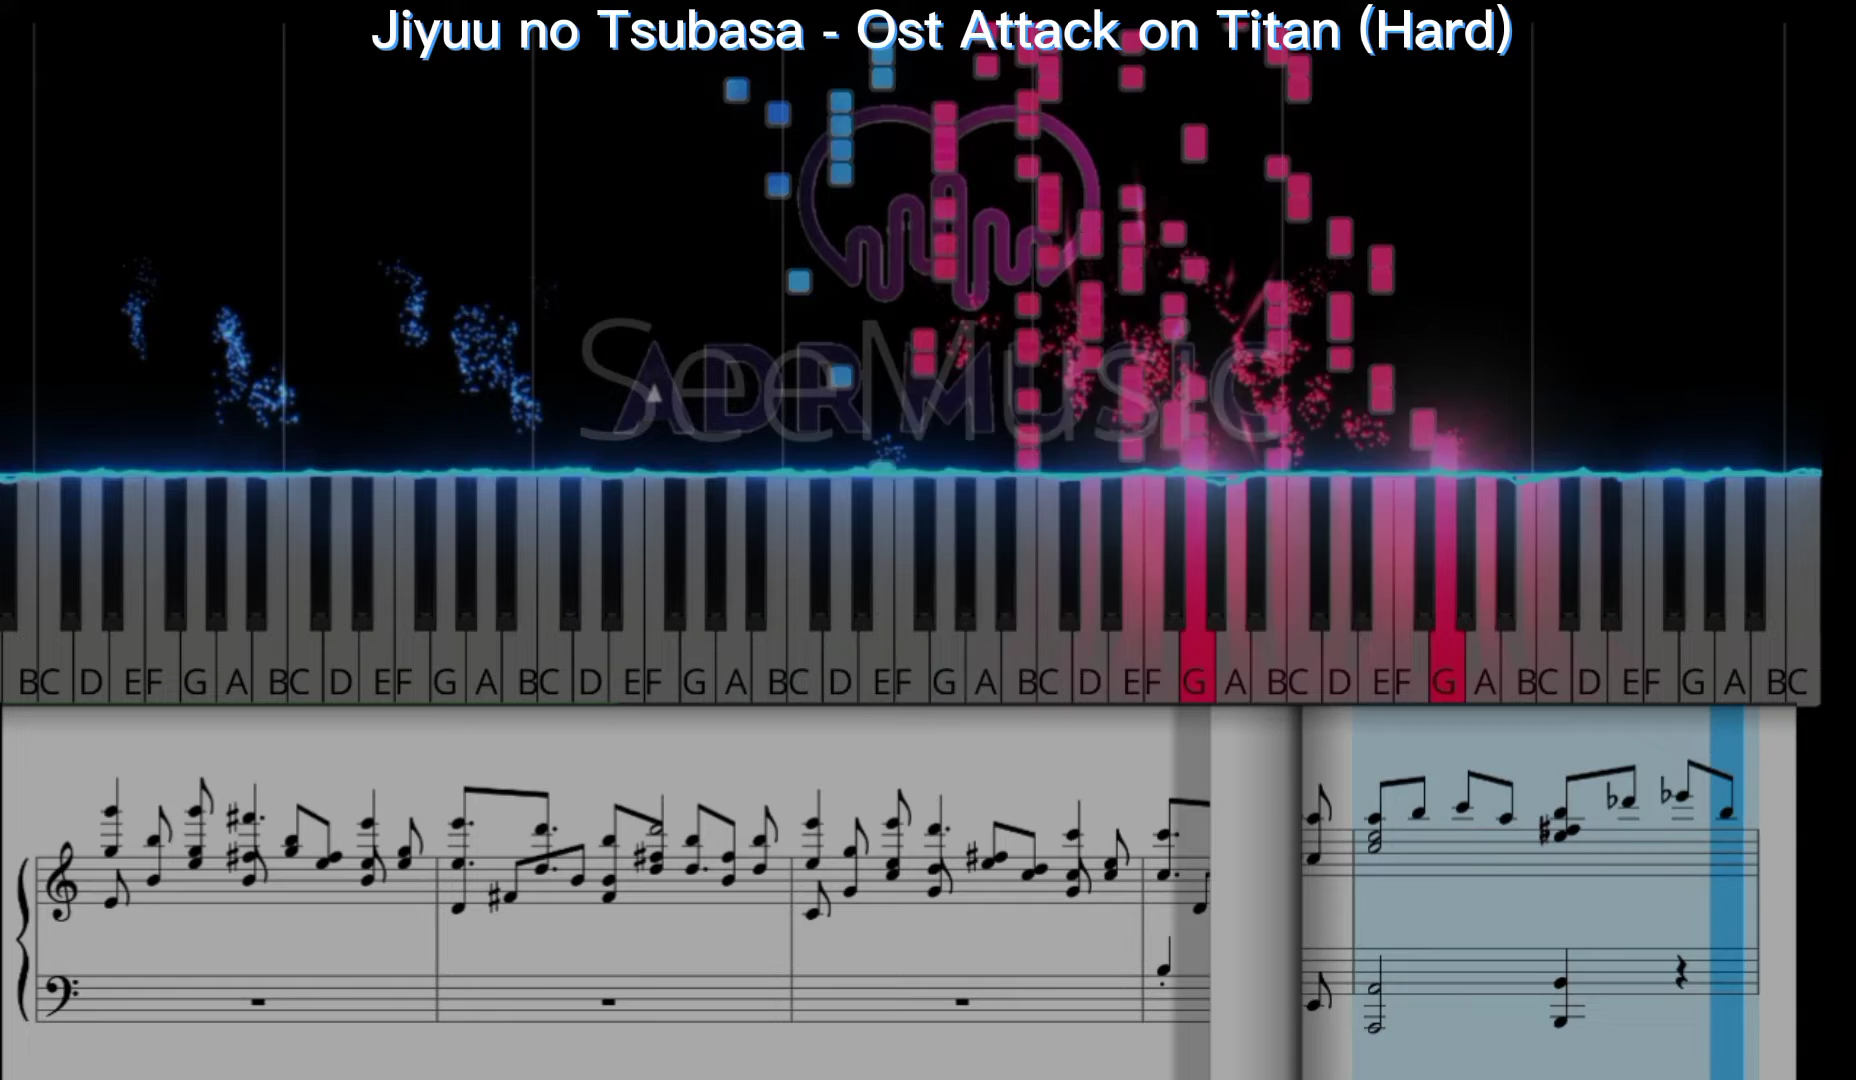 Jiyuu no Tsubasa - Ost Attack on Titan (Hard)
SeeMusic
BC D EF G A BC D EF G A BC D EF G A BC D EF G A BC D EF G A BC D EF G A BC D EF G A BC